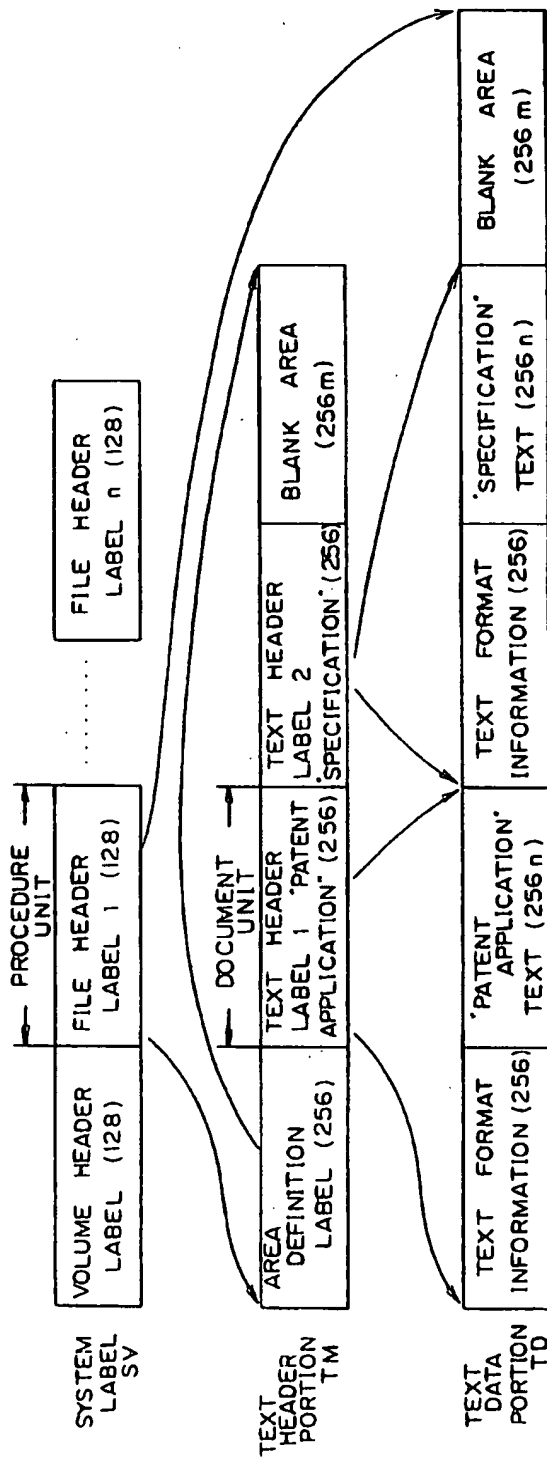 SYSTEM
LABEL
SV
VOLUME HEADER
LABEL (128)
PROCEDURE
UNIT
FILE HEADER
LABEL 1 (128)
........
FILE HEADER
LABEL n (128)
TEXT
HEADER
PORTION
TM
AREA
DEFINITION
LABEL (256)
DOCUMENT
UNIT
TEXT HEADER
LABEL 1 "PATENT
APPLICATION" (256)
TEXT HEADER
LABEL 2
"SPECIFICATION" (256)
BLANK AREA
(256m)
TEXT
DATA
PORTION
TD
TEXT FORMAT
INFORMATION (256)
"PATENT
APPLICATION"
TEXT (256n)
TEXT FORMAT
INFORMATION (256)
"SPECIFICATION"
TEXT (256n)
BLANK AREA
(256m)